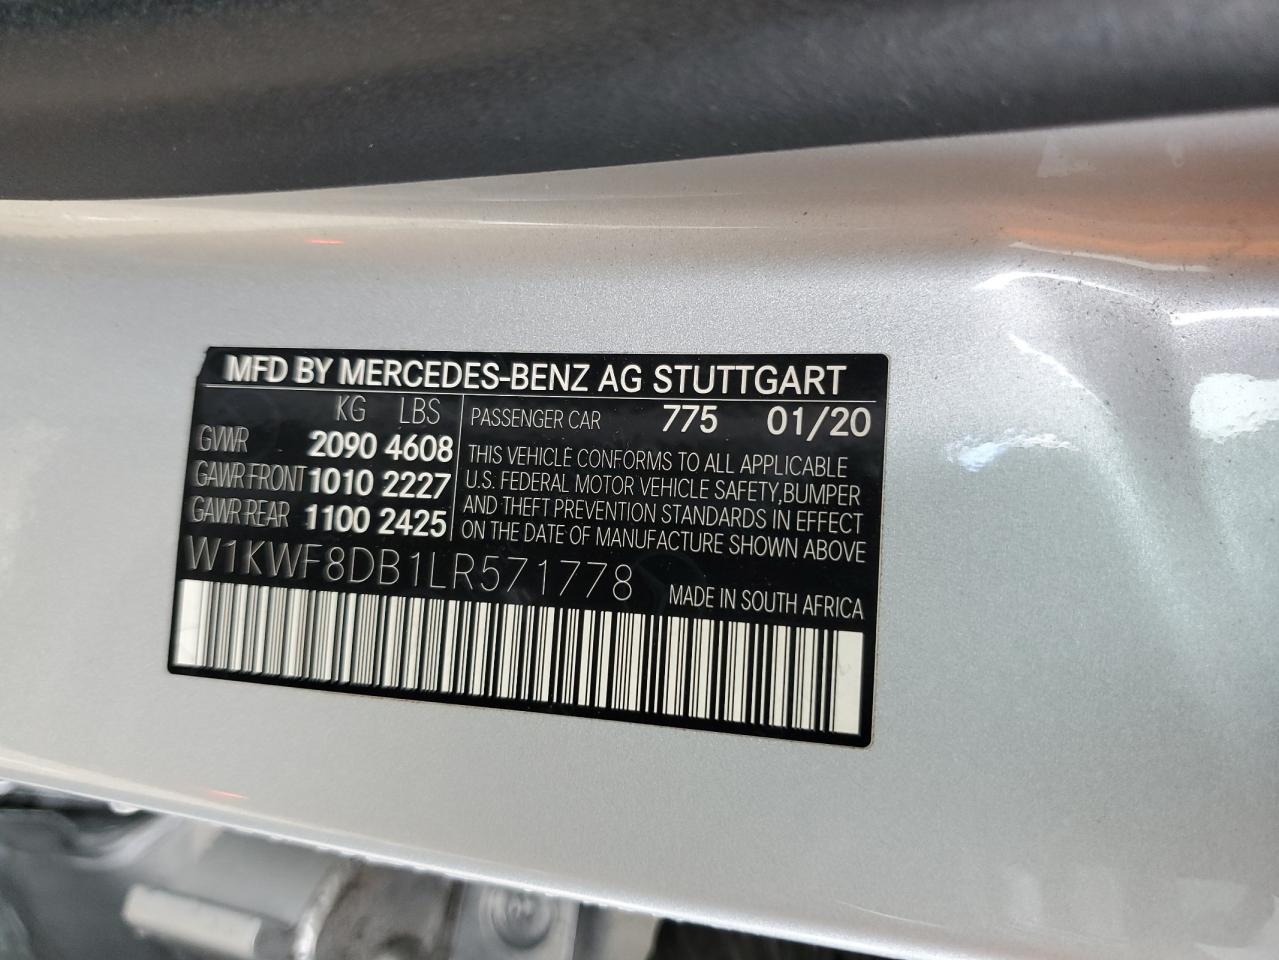 MFD BY MERCEDES-BENZ AG STUTTGART
KG LBS
GVWR 2090 4608
GAWR FRONT 1010 2227
GAWR REAR 1100 2425
PASSENGER CAR 775 01/20
THIS VEHICLE CONFORMS TO ALL APPLICABLE
U.S. FEDERAL MOTOR VEHICLE SAFETY,BUMPER
AND THEFT PREVENTION STANDARDS IN EFFECT
ON THE DATE OF MANUFACTURE SHOWN ABOVE
W1KWF8DB1LR571778
MADE IN SOUTH AFRICA